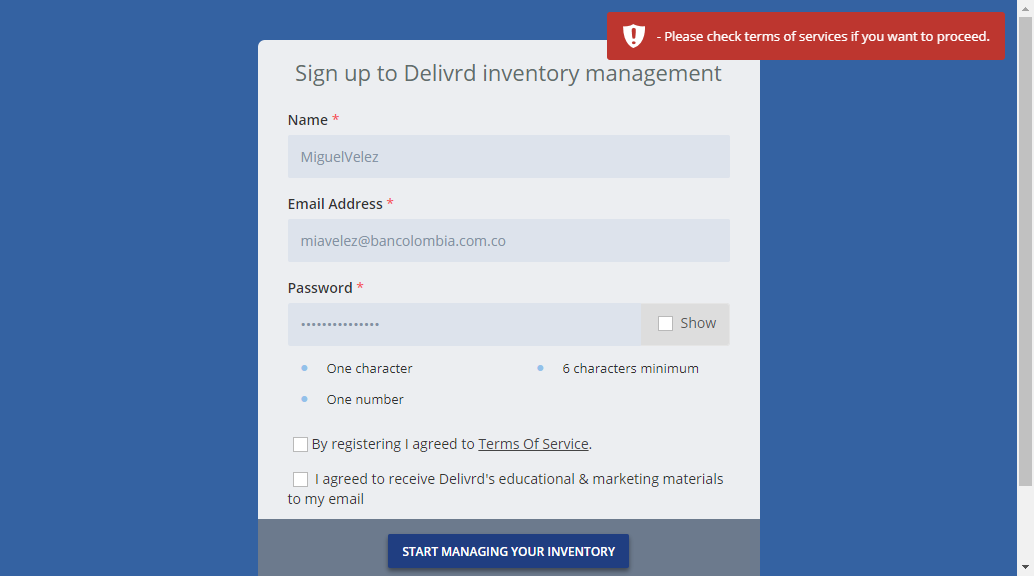 - Please check terms of services if you want to proceed.
Sign up to Delivrd inventory management
Name *
MiguelVelez
Email Address *
miavelez@bancolombia.com.co
Password *
•••••••••••••••
Show
One character
6 characters minimum
One number
By registering I agreed to Terms Of Service.
I agreed to receive Delivrd's educational & marketing materials
to my email
START MANAGING YOUR INVENTORY